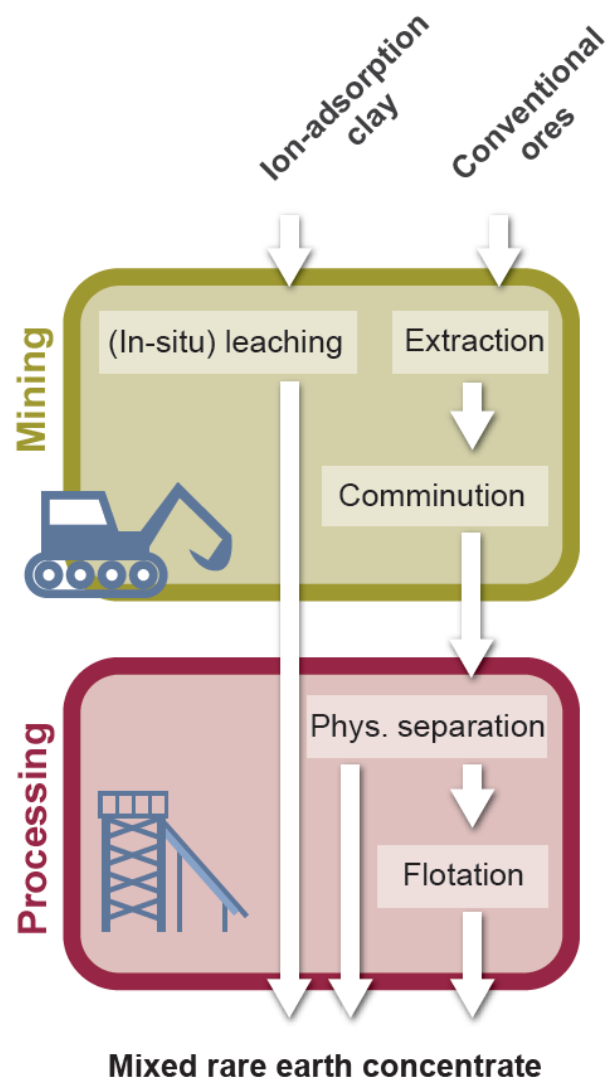 Ion-adsorption
clay
Conventional
ores
Mining
(In-situ) leaching
Extraction
Comminution
Processing
Phys. separation
Flotation
Mixed rare earth concentrate